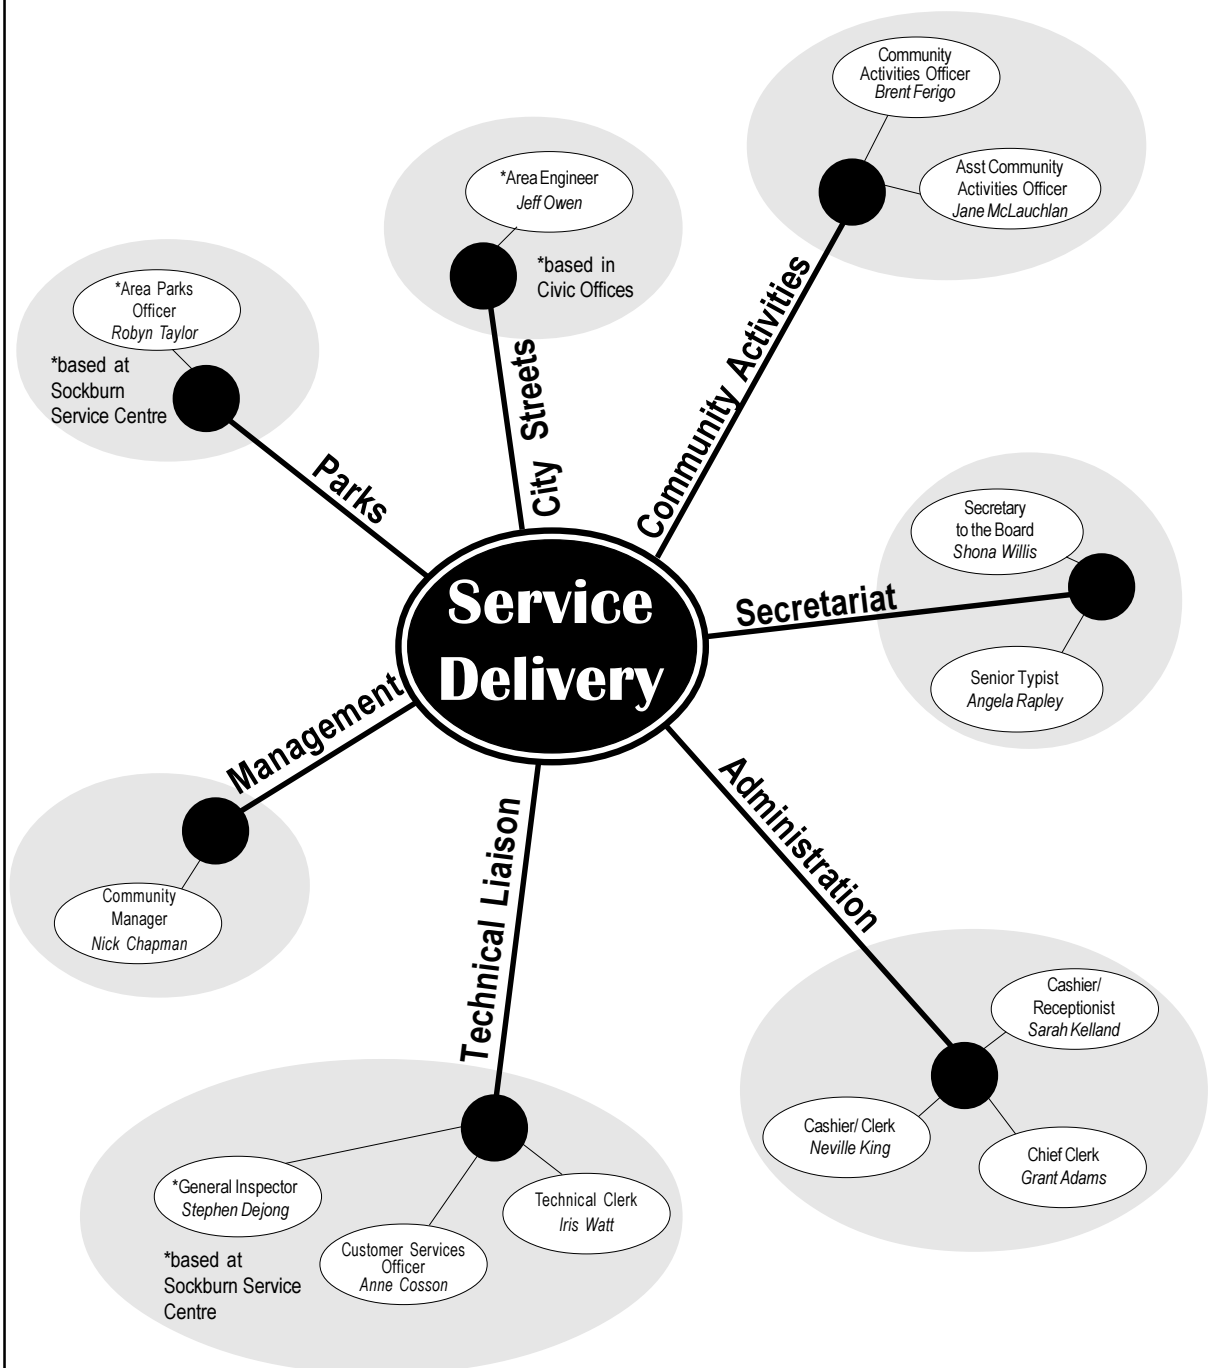 Community
Activities Officer
Brent Ferigo
Asst Community
Activities Officer
Jane McLauchlan
Community Activities
*Area Engineer
Jeff Owen
*based in
Civic Offices
City Streets
*Area Parks
Officer
Robyn Taylor
*based at
Sockburn
Service Centre
Parks
Secretary
to the Board
Shona Willis
Senior Typist
Angela Rapley
Secretariat
Service
Delivery
Management
Community
Manager
Nick Chapman
Technical Liaison
*General Inspector
Stephen Dejong
*based at
Sockburn Service
Centre
Customer Services
Officer
Anne Cosson
Technical Clerk
Iris Watt
Administration
Cashier/
Receptionist
Sarah Kelland
Cashier/ Clerk
Neville King
Chief Clerk
Grant Adams